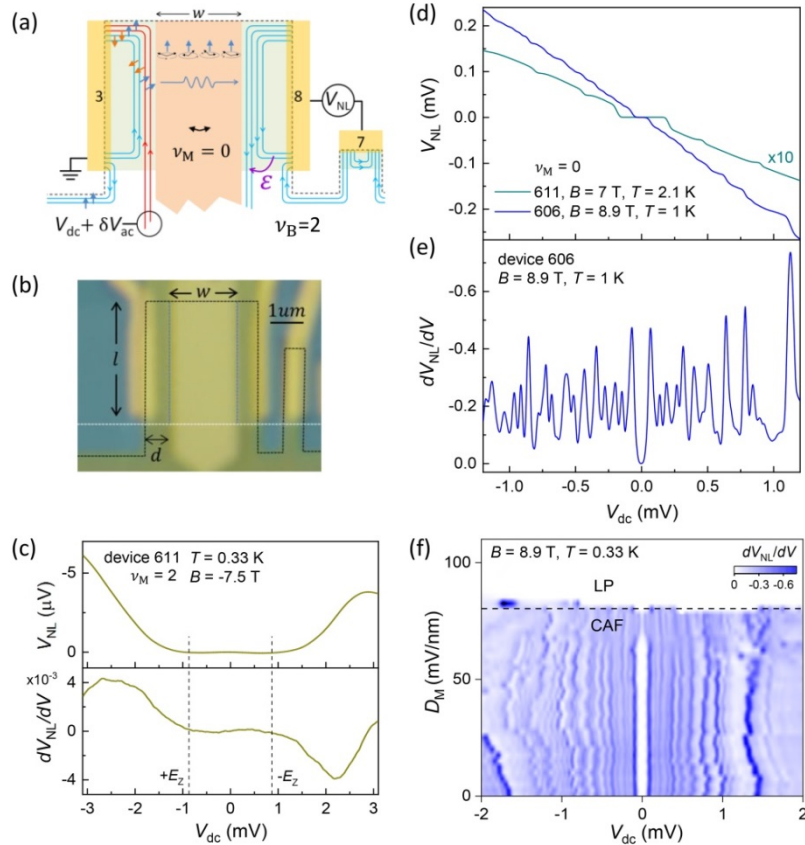 (a)
w
3
8
V_NL
7
ν_M = 0
ε
V_dc + δV_ac
ν_B=2
(b)
w
1um
l
d
(c)
device 611 T = 0.33 K
ν_M = 2 B = -7.5 T
V_NL (μV)
-5
0
x10⁻³
dV_NL/dV
4
0
-4
+E_Z
-E_Z
-3 -2 -1 0 1 2 3
V_dc (mV)
(d)
V_NL (mV)
0.2
0.1
0.0
-0.1
-0.2
x10
ν_M = 0
611, B = 7 T, T = 2.1 K
606, B = 8.9 T, T = 1 K
(e)
device 606
B = 8.9 T, T = 1 K
dV_NL/dV
-0.6
-0.4
-0.2
0.0
-1.0 -0.5 0.0 0.5 1.0
V_dc (mV)
(f)
B = 8.9 T, T = 0.33 K
dV_NL/dV
0 -0.3 -0.6
LP
CAF
D_M (mV/nm)
100
50
0
-2 -1 0 1 2
V_dc (mV)